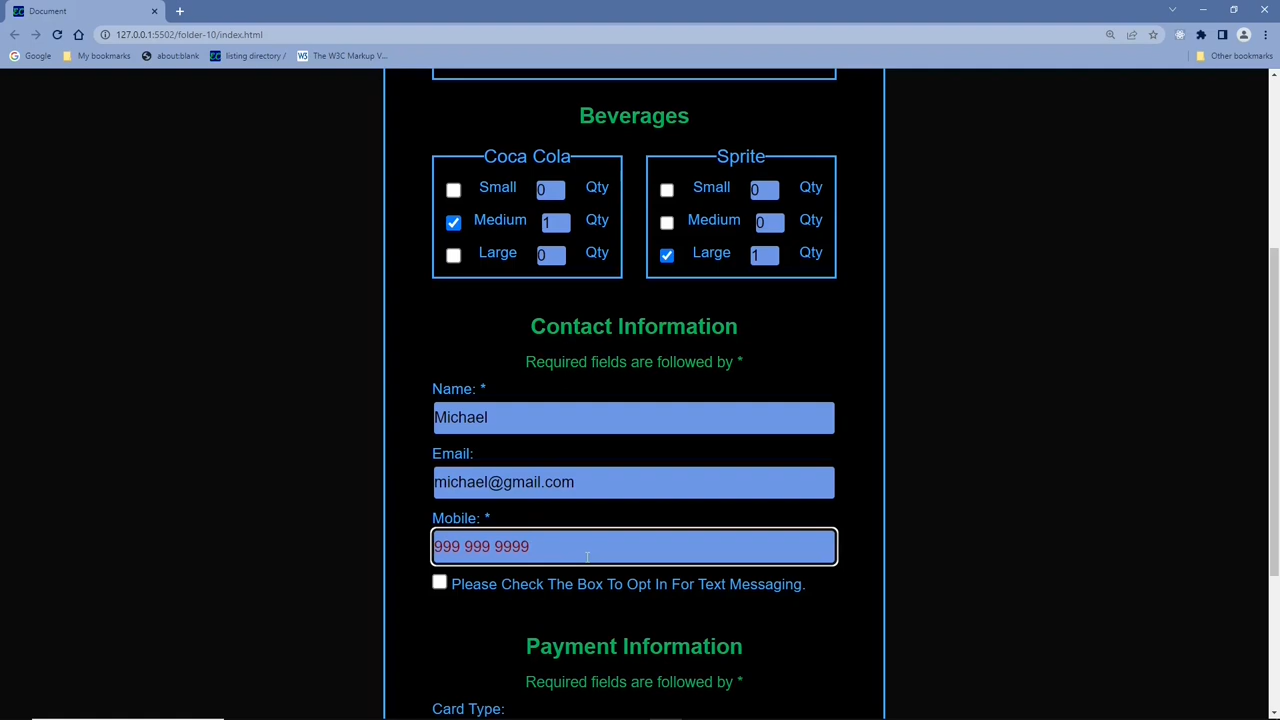 Document
127.0.0.1:5502/folder-10/index.html
Google My bookmarks about:blank listing directory / The W3C Markup V... Other bookmarks
Beverages
Coca Cola
Small 0 Qty
Medium 1 Qty
Large 0 Qty
Sprite
Small 0 Qty
Medium 0 Qty
Large 1 Qty
Contact Information
Required fields are followed by *
Name: *
Michael
Email:
michael@gmail.com
Mobile: *
999 999 9999
Please Check The Box To Opt In For Text Messaging.
Payment Information
Required fields are followed by *
Card Type: